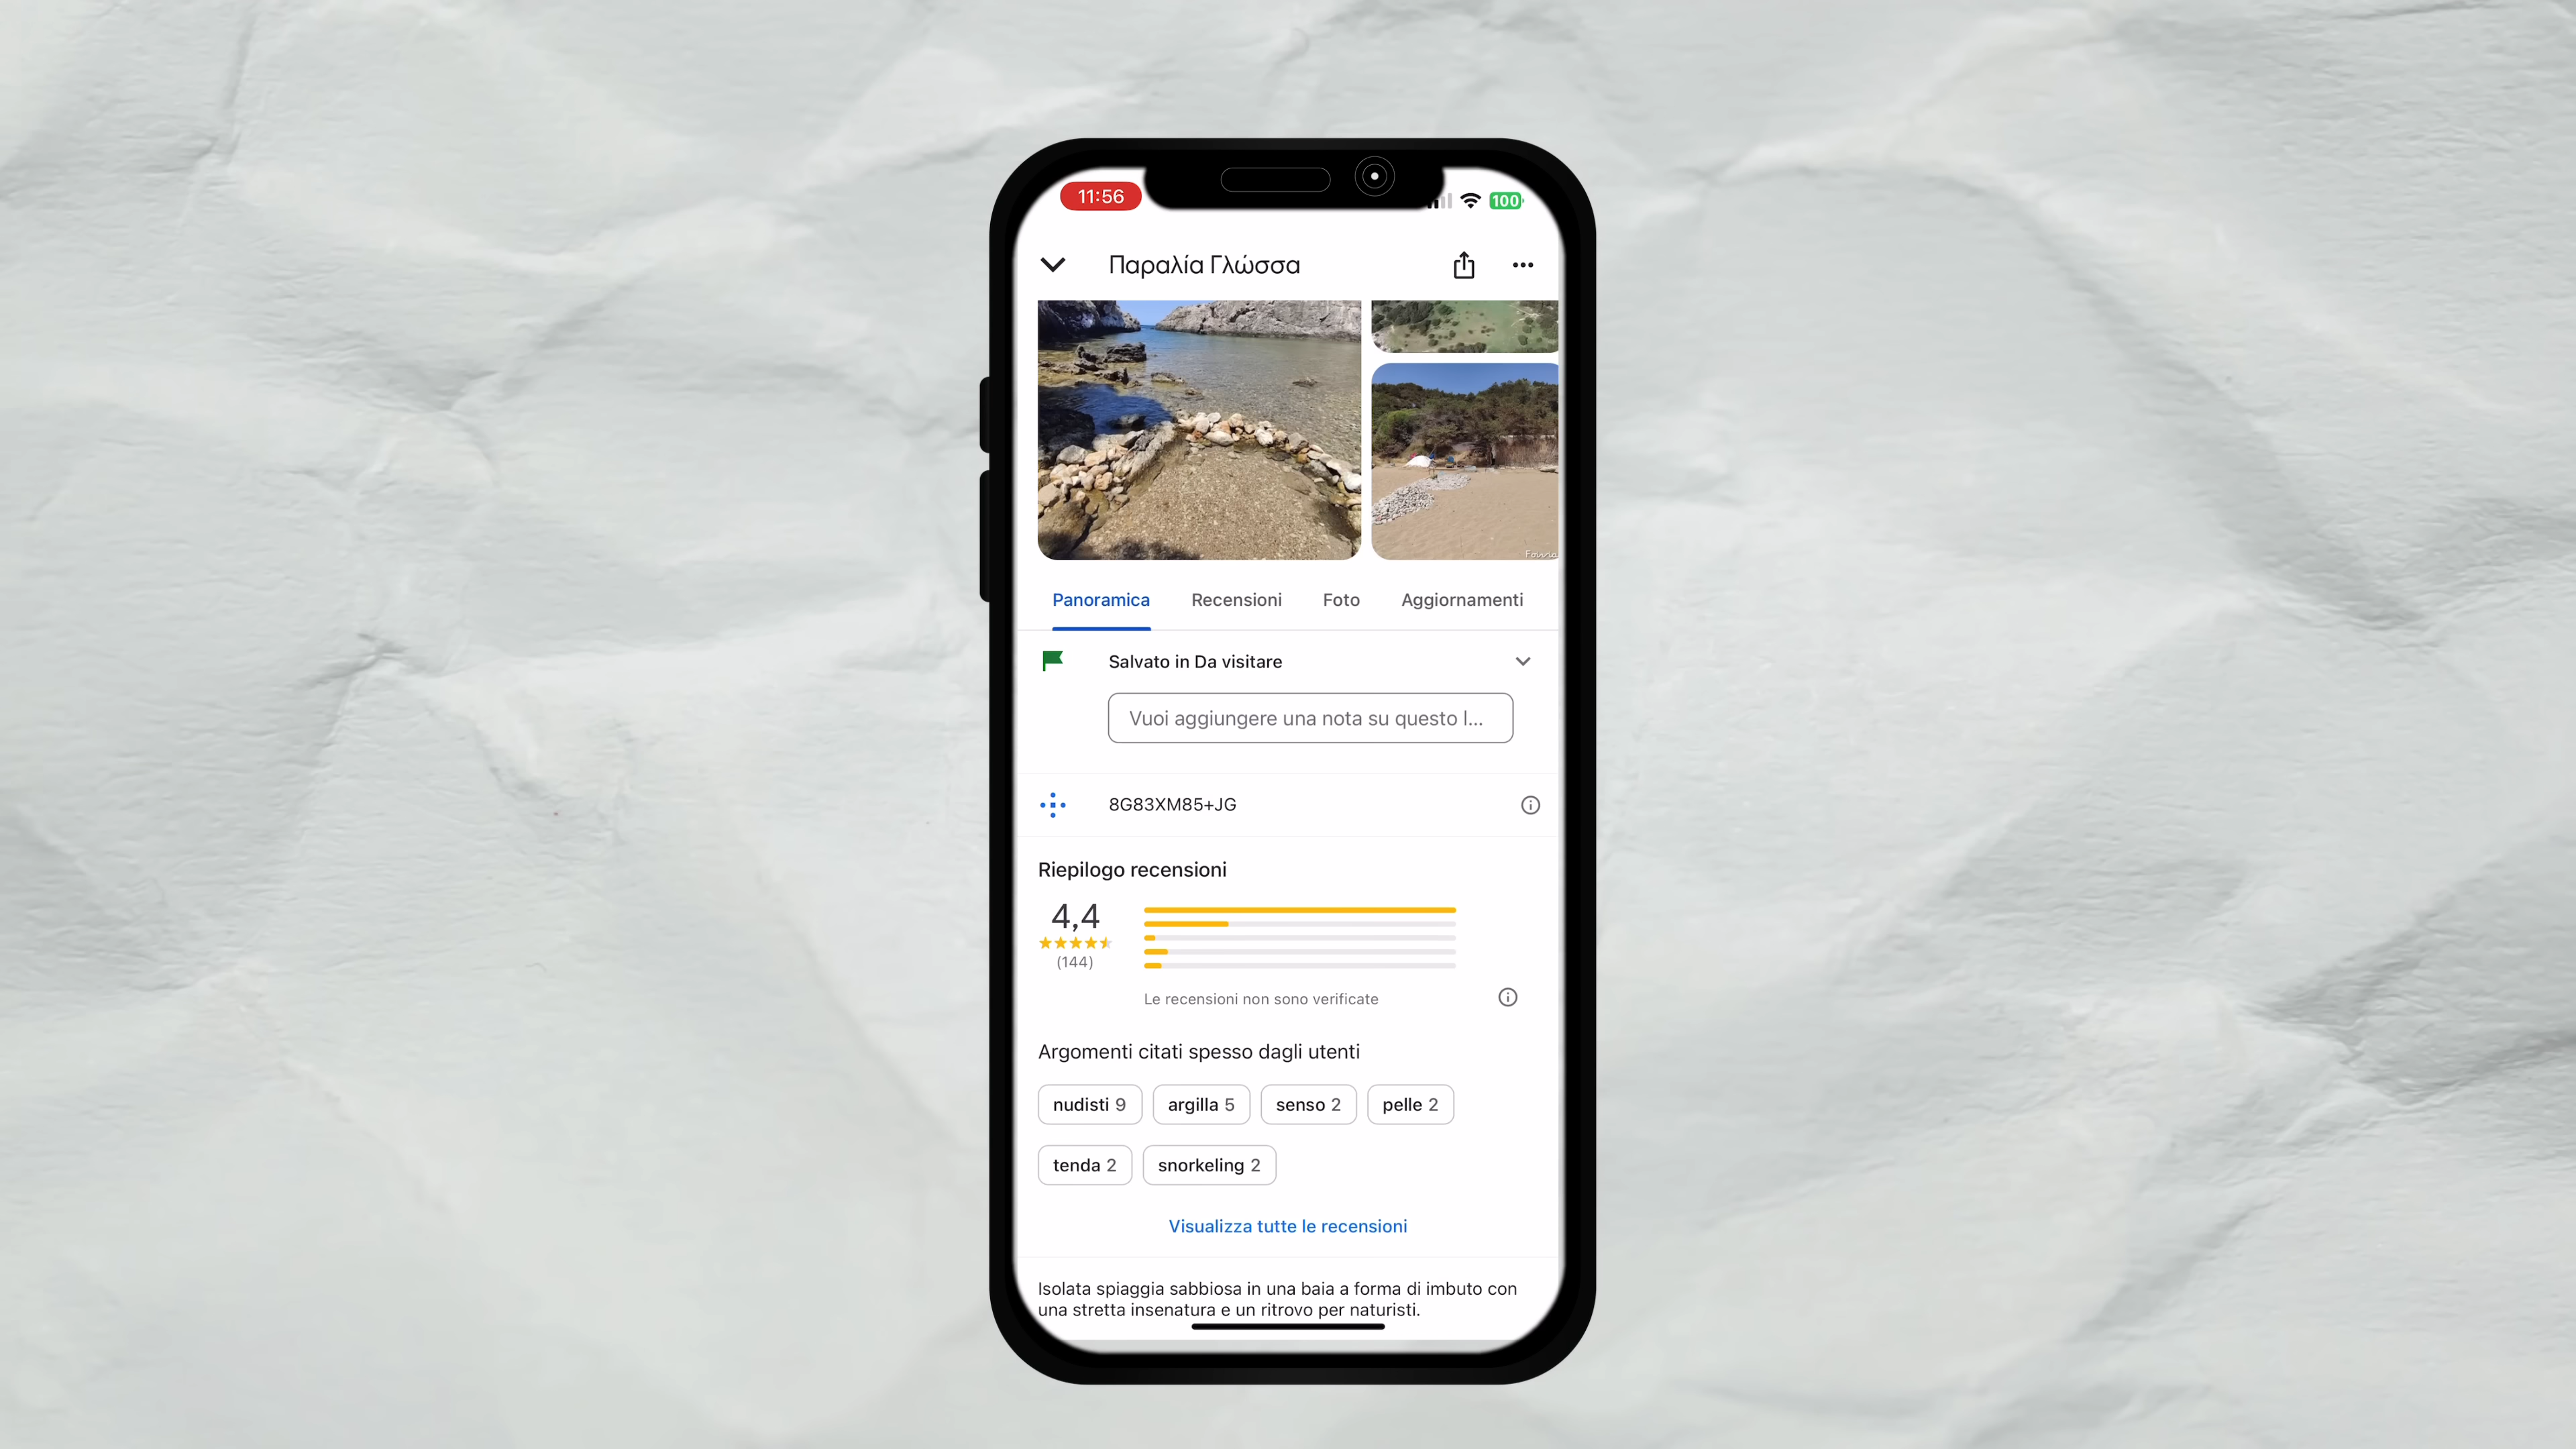 11:56
100
Παραλία Γλώσσα
Panoramica
Recensioni
Foto
Aggiornamenti
Salvato in Da visitare
Vuoi aggiungere una nota su questo l...
8G83XM85+JG
Riepilogo recensioni
4,4
(144)
Le recensioni non sono verificate
Argomenti citati spesso dagli utenti
nudisti 9
argilla 5
senso 2
pelle 2
tenda 2
snorkeling 2
Visualizza tutte le recensioni
Isolata spiaggia sabbiosa in una baia a forma di imbuto con
una stretta insenatura e un ritrovo per naturisti.